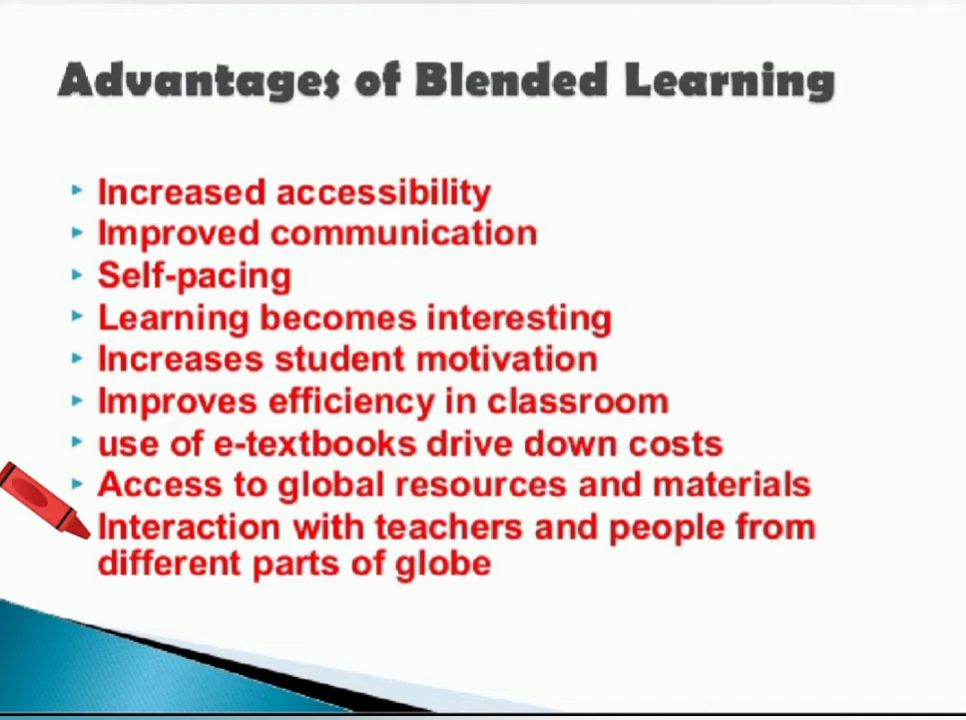 Advantages of Blended Learning
Increased accessibility
Improved communication
Self-pacing
Learning becomes interesting
Increases student motivation
Improves efficiency in classroom
use of e-textbooks drive down costs
Access to global resources and materials
Interaction with teachers and people from
different parts of globe